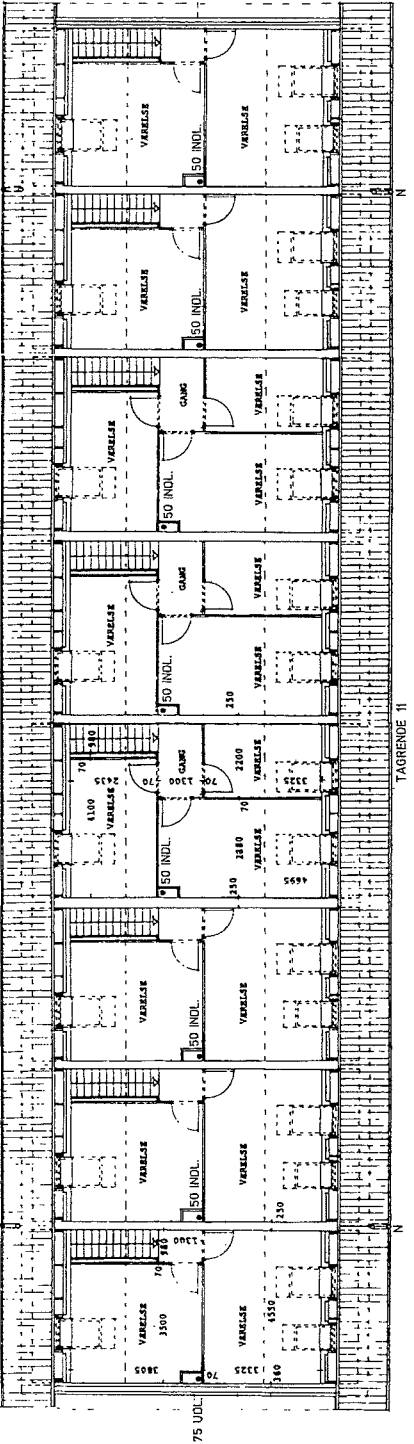 VÆRELSE
VÆRELSE
50 INDL.
VÆRELSE
VÆRELSE
50 INDL.
N
VÆRELSE
GANG
VÆRELSE
VÆRELSE
50 INDL.
VÆRELSE
GANG
VÆRELSE
VÆRELSE
50 INDL.
250
TAGRENDE 11
980
70
2435
4100
VÆRELSE
70
1300
70
GANG
2200
VÆRELSE
3325
70
50 INDL.
2880
VÆRELSE
250
4695
VÆRELSE
VÆRELSE
50 INDL.
VÆRELSE
VÆRELSE
50 INDL.
250
N
980
1300
70
VÆRELSE
3500
3805
70
VÆRELSE
3325
4550
360
75 UDL.
N